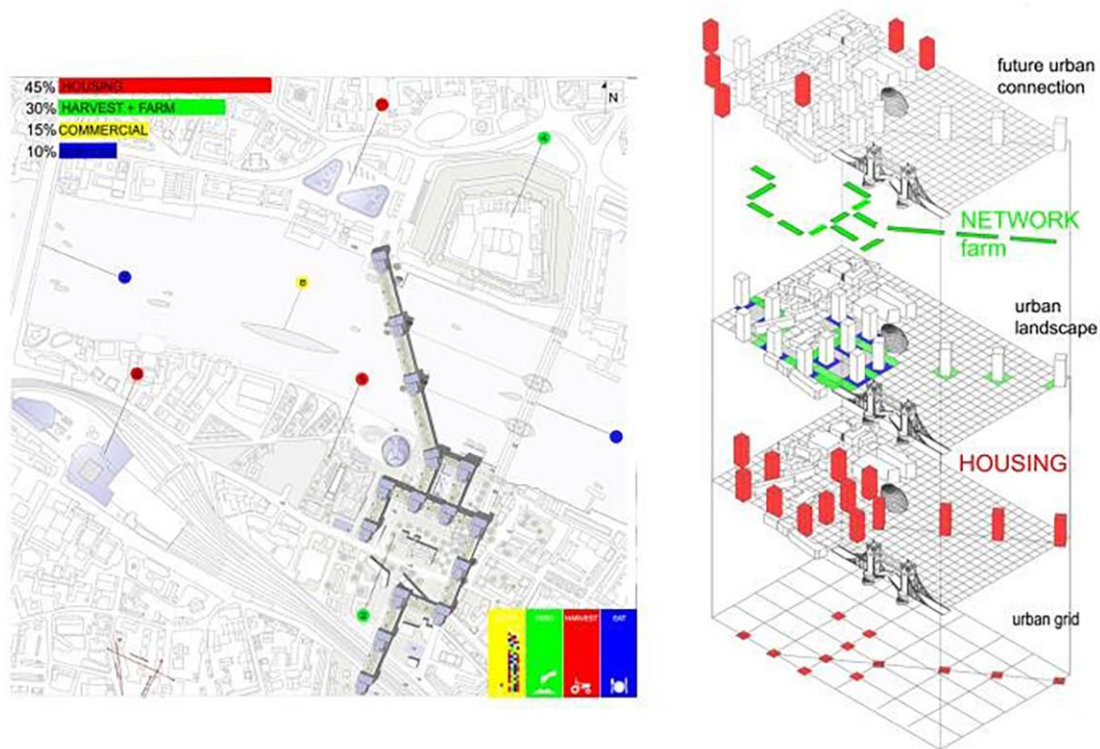 45% HOUSING
30% HARVEST + FARM
15% COMMERCIAL
10%
N
B
HARVEST
EAT
future urban
connection
NETWORK
farm
urban
landscape
HOUSING
urban grid